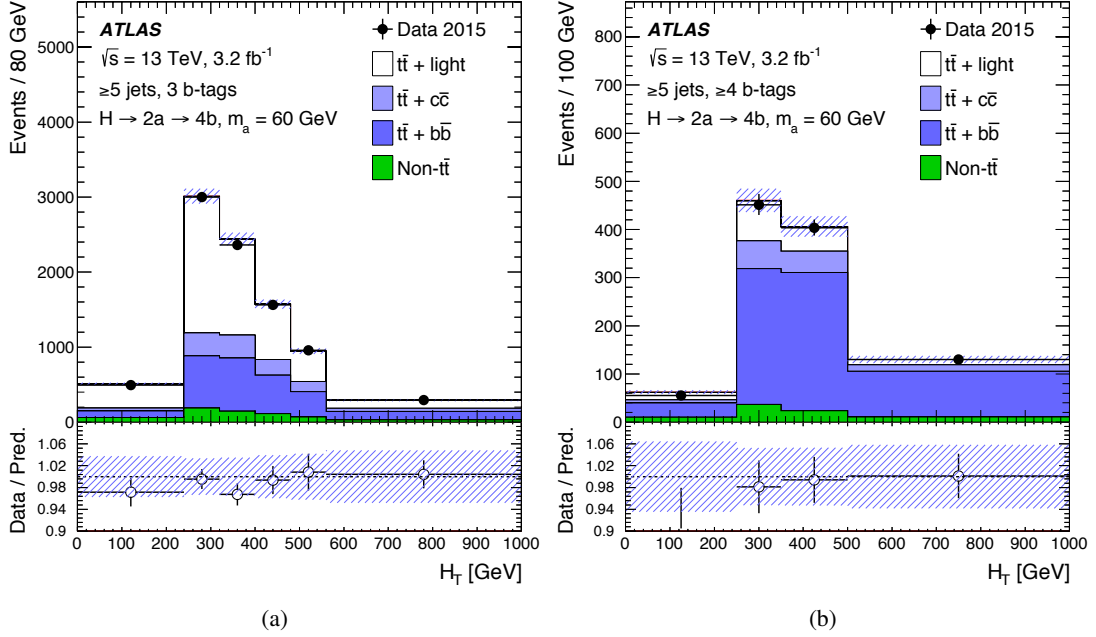 Events / 80 GeV
5000
4000
3000
2000
1000
0
ATLAS
√s = 13 TeV, 3.2 fb⁻¹
≥5 jets, 3 b-tags
H → 2a → 4b, mₐ = 60 GeV
Data 2015
tt̄ + light
tt̄ + cc̄
tt̄ + bb̄
Non-tt̄
Data / Pred.
1.06
1.02
0.98
0.94
0.9
0 100 200 300 400 500 600 700 800 900 1000
H_T [GeV]
(a)
Events / 100 GeV
800
700
600
500
400
300
200
100
0
ATLAS
√s = 13 TeV, 3.2 fb⁻¹
≥5 jets, ≥4 b-tags
H → 2a → 4b, mₐ = 60 GeV
Data 2015
tt̄ + light
tt̄ + cc̄
tt̄ + bb̄
Non-tt̄
Data / Pred.
1.06
1.02
0.98
0.94
0.9
0 100 200 300 400 500 600 700 800 900 1000
H_T [GeV]
(b)